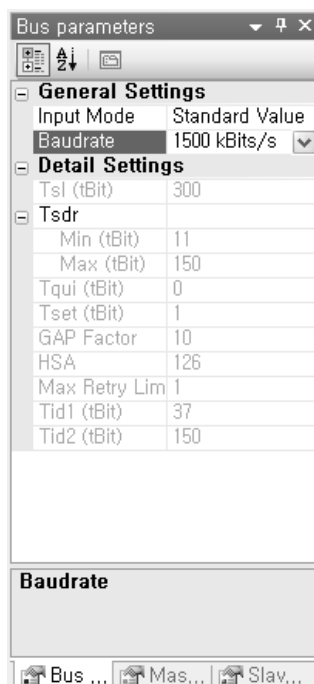 Bus parameters
General Settings
Input Mode Standard Value
Baudrate 1500 kBits/s
Detail Settings
Tsl (tBit) 300
Tsdr
Min (tBit) 11
Max (tBit) 150
Tqui (tBit) 0
Tset (tBit) 1
GAP Factor 10
HSA 126
Max Retry Lim 1
Tid1 (tBit) 37
Tid2 (tBit) 150
Baudrate
Bus ... Mas... Slav...